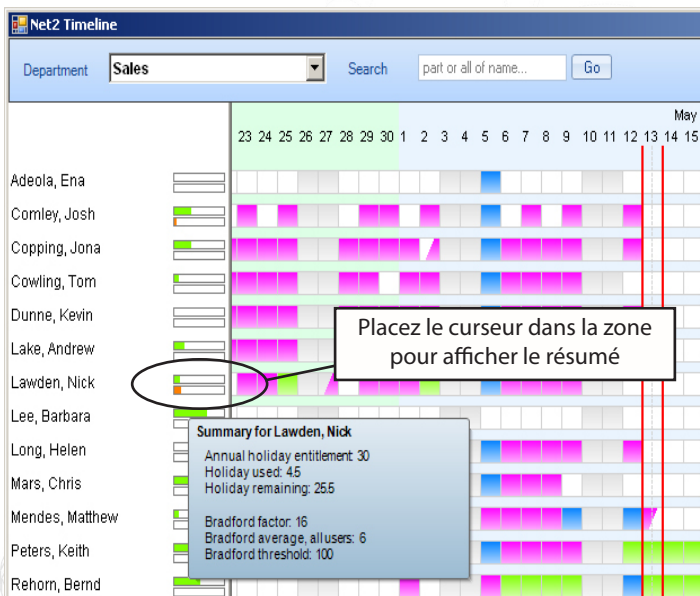 Net2 Timeline
Department Sales Search part or all of name... Go
May
23 24 25 26 27 28 29 30 1 2 3 4 5 6 7 8 9 10 11 12 13 14 15
Adeola, Ena
Comley, Josh
Copping, Jona
Cowling, Tom
Dunne, Kevin
Lake, Andrew
Placez le curseur dans la zone
pour afficher le résumé
Lawden, Nick
Lee, Barbara
Long, Helen
Mars, Chris
Mendes, Matthew
Peters, Keith
Rehorn, Bernd
Summary for Lawden, Nick
Annual holiday entitlement: 30
Holiday used: 4.5
Holiday remaining: 25.5
Bradford factor: 16
Bradford average, all users: 6
Bradford threshold: 100